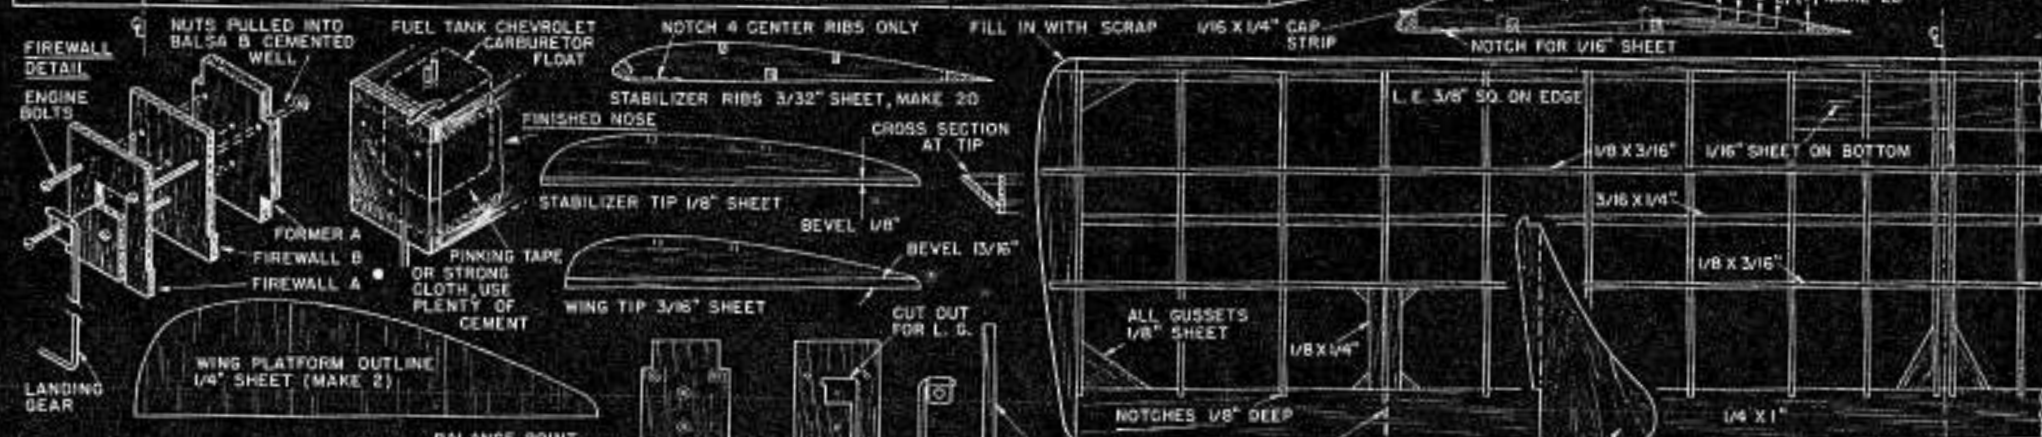 FIREWALL
DETAIL
NUTS PULLED INTO
BALSA & CEMENTED
WELL
ENGINE
BOLTS
FORMER A
FIREWALL B
FIREWALL A
LANDING
GEAR
FUEL TANK CHEVROLET
CARBURETOR
FLOAT
FINISHED NOSE
PINKING TAPE
OR STRONG
CLOTH, USE
PLENTY OF
CEMENT
WING PLATFORM OUTLINE
1/4" SHEET (MAKE 2)
BALANCE POINT
NOTCH 4 CENTER RIBS ONLY
STABILIZER RIBS 3/32" SHEET, MAKE 20
STABILIZER TIP 1/8" SHEET
BEVEL 1/8"
WING TIP 3/16" SHEET
BEVEL 13/16"
CROSS SECTION
AT TIP
CUT OUT
FOR L. G.
FILL IN WITH SCRAP
1/16 X 1/4" CAP
STRIP
NOTCH FOR 1/16" SHEET
L.E. 3/8" SQ. ON EDGE
1/8 X 3/16"
1/16" SHEET ON BOTTOM
3/16 X 1/4"
1/8 X 3/16"
ALL GUSSETS
1/8" SHEET
1/8 X 1/4"
NOTCHES 1/8" DEEP
1/4 X 1"